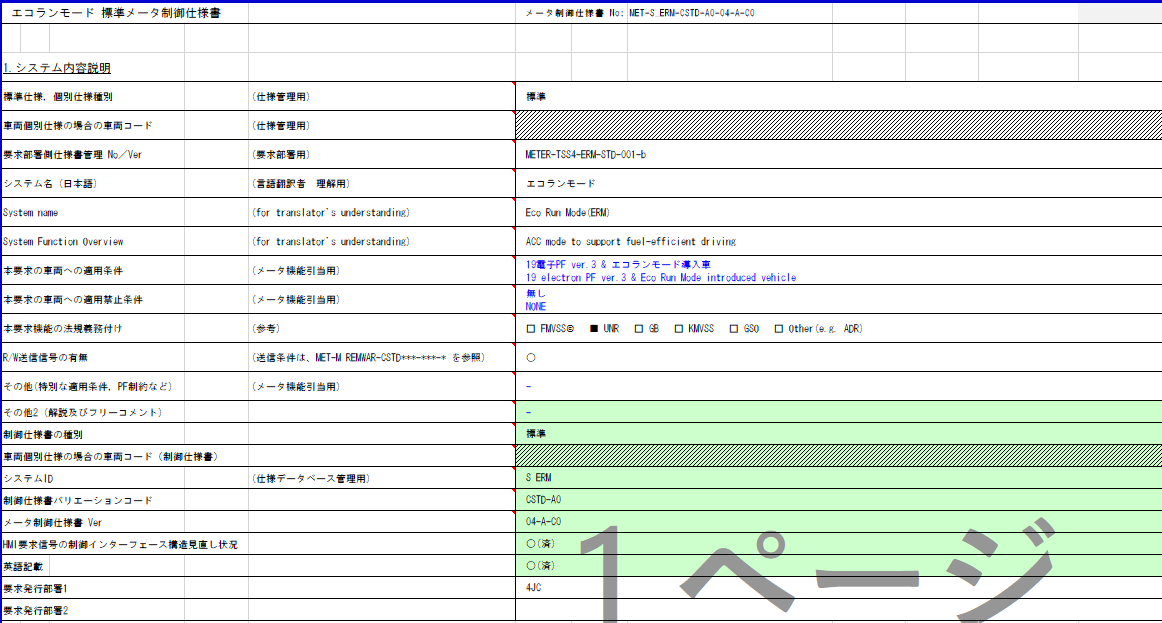 エコランモード 標準メータ制御仕様書 メータ制御仕様書 No: MET-S_ERM-CSTD-A0-04-A-C0
1. システム内容説明
標準仕様, 個別仕様種別 (仕様管理用) 標準
車両個別仕様の場合の車両コード (仕様管理用)
要求部署側仕様書管理 No/Ver (要求部署用) METER-TSS4-ERM-STD-001-b
システム名(日本語) (言語翻訳者 理解用) エコランモード
System name (for translator's understanding) Eco Run Mode(ERM)
System Function Overview (for translator's understanding) ACC mode to support fuel-efficient driving
本要求の車両への適用条件 (メータ機能引当用) 19電子PF ver.3 & エコランモード導入車
19 electron PF ver.3 & Eco Run Mode introduced vehicle
本要求の車両への適用禁止条件 (メータ機能引当用) 無し
NONE
本要求機能の法規義務付け (参考) □ FMVSS© ■ UNR □ GB □ KMVSS □ GSO □ Other(e.g. ADR)
R/W送信信号の有無 (送信条件は、MET-M_REMWAR-CSTD***-***-* を参照) ○
その他(特別な適用条件, PF制約など) (メータ機能引当用) -
その他2 (解説及びフリーコメント) -
制御仕様書の種別 標準
車両個別仕様の場合の車両コード(制御仕様書)
システムID (仕様データベース管理用) S_ERM
制御仕様書バリエーションコード CSTD-A0
メータ制御仕様書 Ver 04-A-C0
HMI要求信号の制御インターフェース構造見直し状況 ○(済)
英語記載 ○(済)
要求発行部署1 4JC
要求発行部署2
1 ページ